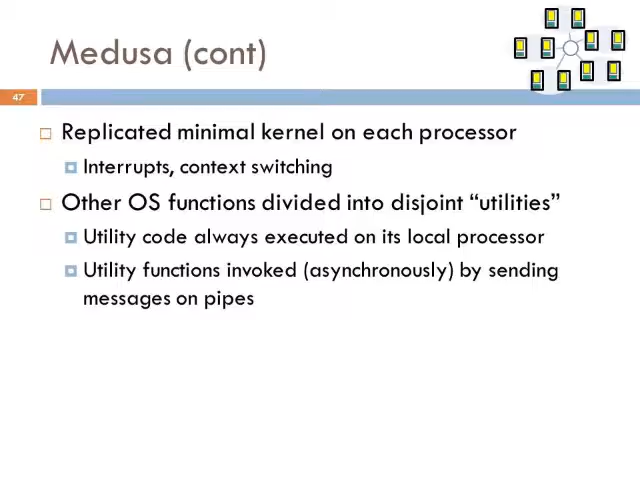 Medusa (cont)
47
Replicated minimal kernel on each processor
Interrupts, context switching
Other OS functions divided into disjoint “utilities”
Utility code always executed on its local processor
Utility functions invoked (asynchronously) by sending
messages on pipes